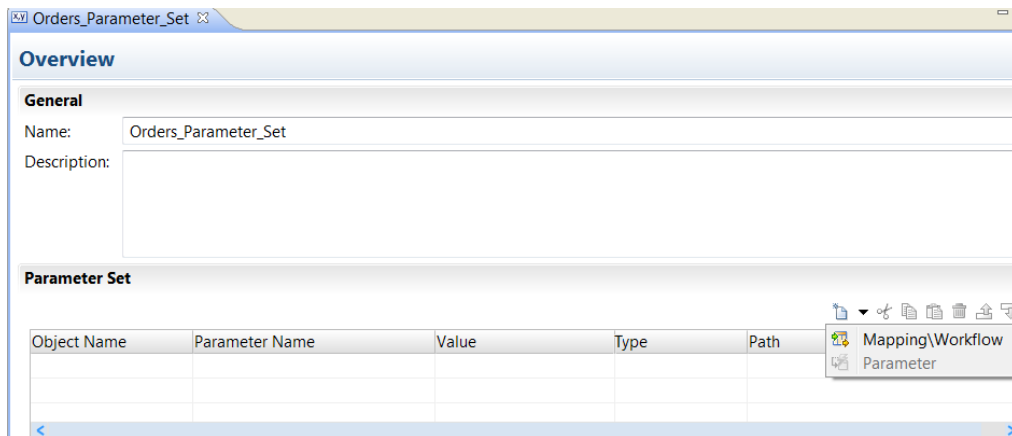 x,y Orders_Parameter_Set
Overview
General
Name: Orders_Parameter_Set
Description:
Parameter Set
Object Name Parameter Name Value Type Path
Mapping\Workflow
Parameter